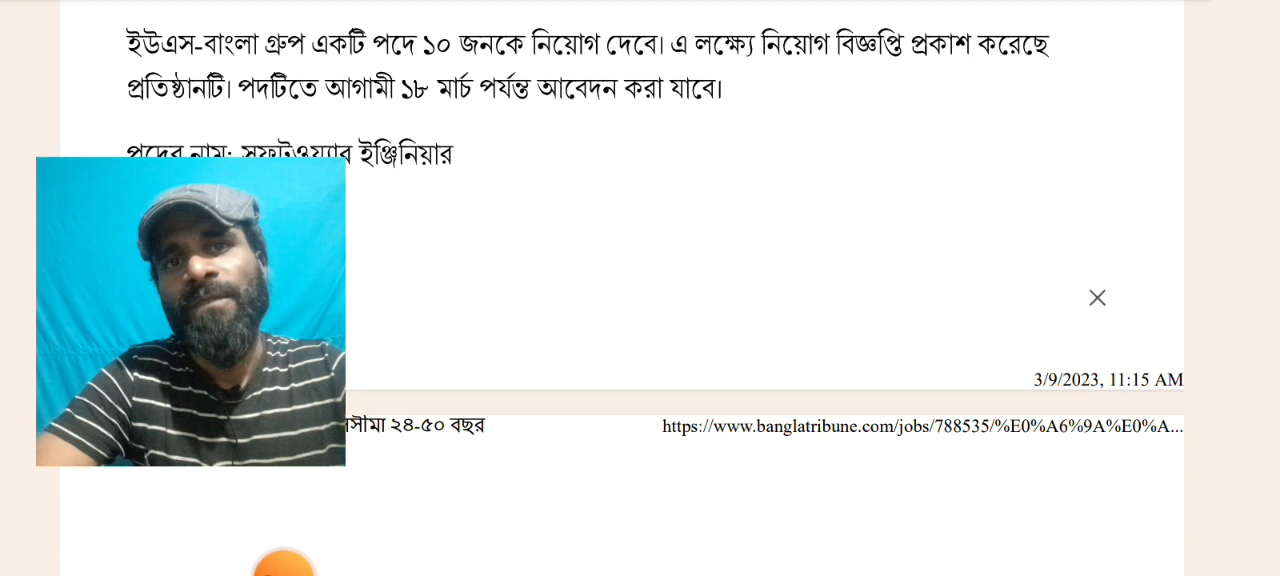 ইউএস-বাংলা গ্রুপ একটি পদে ১০ জনকে নিয়োগ দেবে। এ লক্ষ্যে নিয়োগ বিজ্ঞপ্তি প্রকাশ করেছে
প্রতিষ্ঠানটি। পদটিতে আগামী ১৮ মার্চ পর্যন্ত আবেদন করা যাবে।
পদের নাম: সফটওয়্যার ইঞ্জিনিয়ার
3/9/2023, 11:15 AM
২৪-৫০ বছর
https://www.banglatribune.com/jobs/788535/%E0%A6%9A%E0%A...